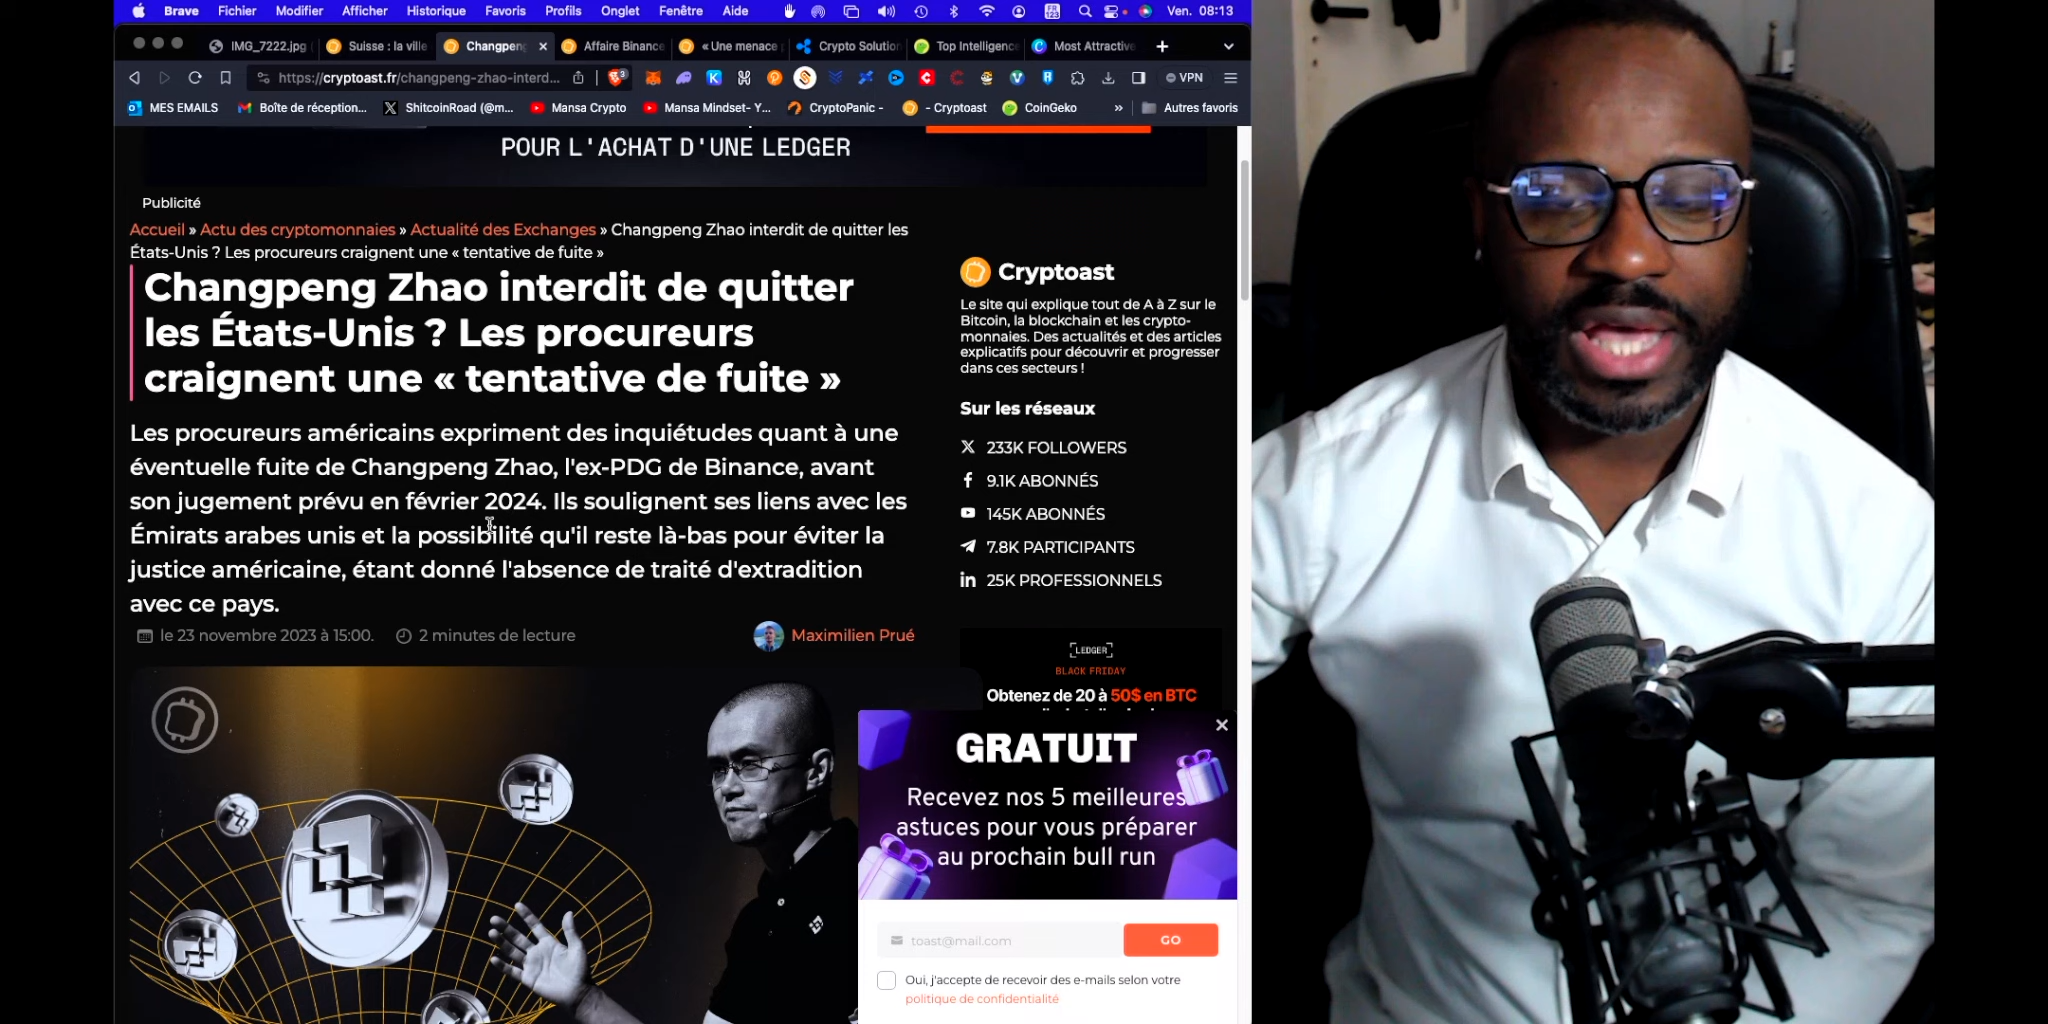 Brave Fichier Modifier Afficher Historique Favoris Profils Onglet Fenêtre Aide Ven. 08:13
IMG_7222.jpg Suisse : la ville Changpeng Affaire Binance « Une menace Crypto Solution Top Intelligenc Most Attractive
https://cryptoast.fr/changpeng-zhao-interd... VPN
MES EMAILS Boîte de réception... ShitcoinRoad (@m... Mansa Crypto Mansa Mindset- Y... CryptoPanic - - Cryptoast CoinGeko » Autres favoris
POUR L'ACHAT D'UNE LEDGER
Publicité
Accueil » Actu des cryptomonnaies » Actualité des Exchanges » Changpeng Zhao interdit de quitter les
États-Unis ? Les procureurs craignent une « tentative de fuite »
Changpeng Zhao interdit de quitter
les États-Unis ? Les procureurs
craignent une « tentative de fuite »
Les procureurs américains expriment des inquiétudes quant à une
éventuelle fuite de Changpeng Zhao, l'ex-PDG de Binance, avant
son jugement prévu en février 2024. Ils soulignent ses liens avec les
Émirats arabes unis et la possibilité qu'il reste là-bas pour éviter la
justice américaine, étant donné l'absence de traité d'extradition
avec ce pays.
le 23 novembre 2023 à 15:00. 2 minutes de lecture Maximilien Prué
Cryptoast
Le site qui explique tout de A à Z sur le
Bitcoin, la blockchain et les crypto-
monnaies. Des actualités et des articles
explicatifs pour découvrir et progresser
dans ces secteurs !
Sur les réseaux
233K FOLLOWERS
9.1K ABONNÉS
145K ABONNÉS
7.8K PARTICIPANTS
25K PROFESSIONNELS
LEDGER
BLACK FRIDAY
Obtenez de 20 à 50$ en BTC
GRATUIT
Recevez nos 5 meilleures
astuces pour vous préparer
au prochain bull run
toast@mail.com GO
Oui, j'accepte de recevoir des e-mails selon votre
politique de confidentialité